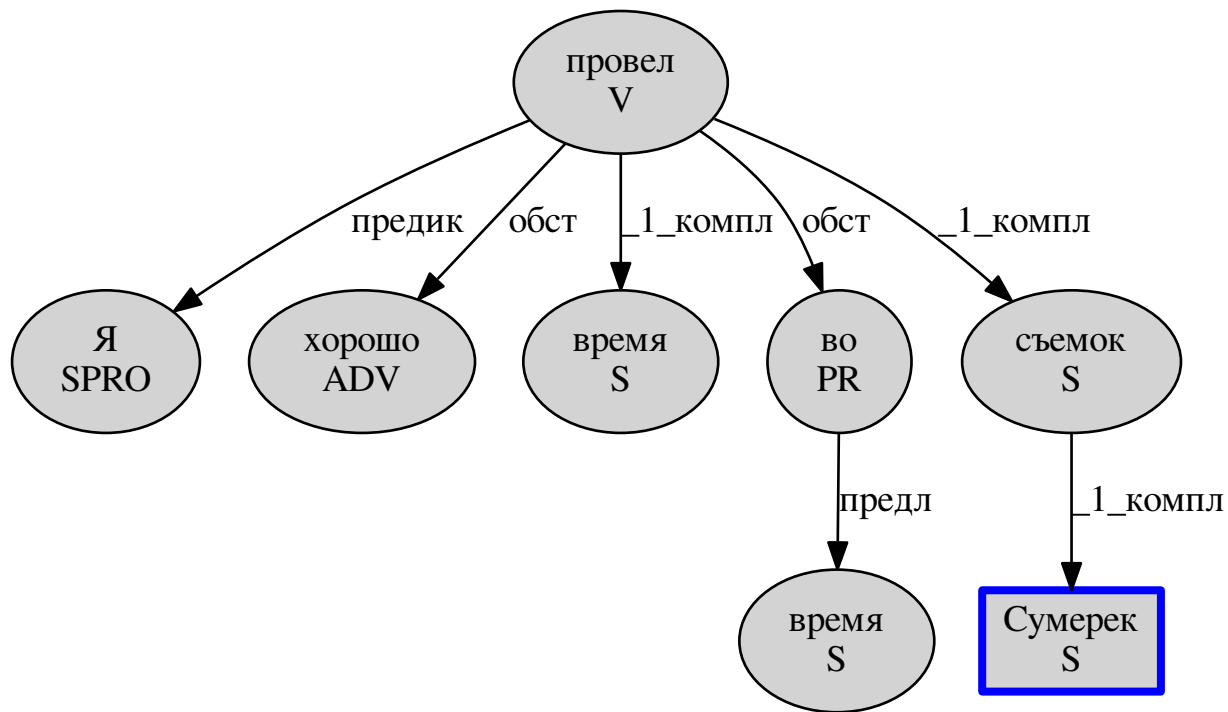 провел
V
предик
обст
_1_компл
обст
_1_компл
Я
SPRO
хорошо
ADV
время
S
во
PR
съемок
S
предл
_1_компл
время
S
Сумерек
S